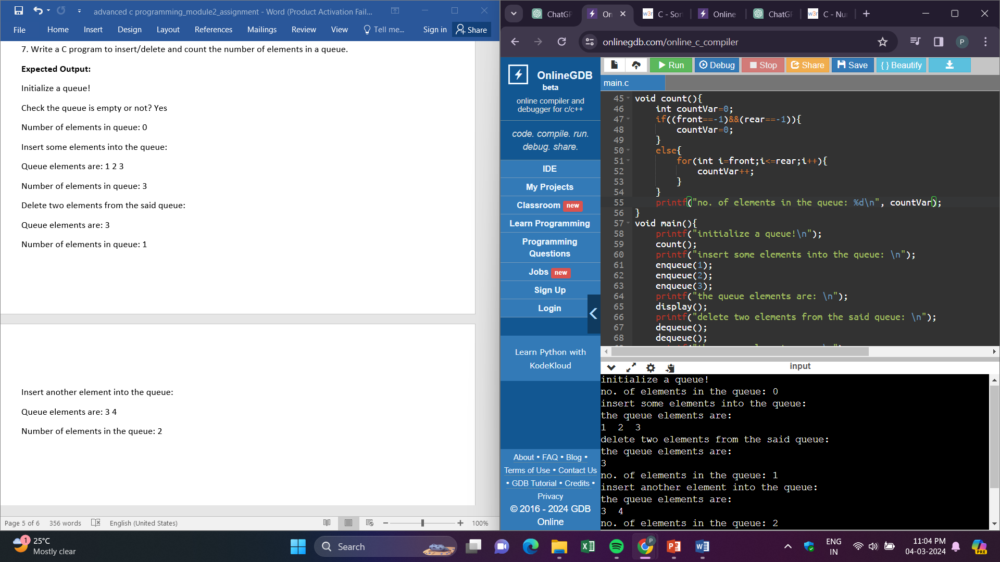 advanced c programming_module2_assignment - Word (Product Activation Fail...
File Home Insert Design Layout References Mailings Review View Tell me... Sign in Share
7. Write a C program to insert/delete and count the number of elements in a queue.
Expected Output:
Initialize a queue!
Check the queue is empty or not? Yes
Number of elements in queue: 0
Insert some elements into the queue:
Queue elements are: 1 2 3
Number of elements in queue: 3
Delete two elements from the said queue:
Queue elements are: 3
Number of elements in queue: 1
Insert another element into the queue:
Queue elements are: 3 4
Number of elements in the queue: 2
Page 5 of 6 356 words English (United States) 100%
ChatGP On C - Sor Online ChatGP w3r C - Nu
onlinegdb.com/online_c_compiler P
OnlineGDB
beta
online compiler and
debugger for c/c++
code. compile. run.
debug. share.
IDE
My Projects
Classroom new
Learn Programming
Programming
Questions
Jobs new
Sign Up
Login
Learn Python with
KodeKloud
About • FAQ • Blog •
Terms of Use • Contact Us
• GDB Tutorial • Credits •
Privacy
© 2016 - 2024 GDB
Online
Run Debug Stop Share Save { } Beautify
main.c
45 void count(){
46 int countVar=0;
47 if((front==-1)&&(rear==-1)){
48 countVar=0;
49 }
50 else{
51 for(int i=front;i<=rear;i++){
52 countVar++;
53 }
54 }
55 printf("no. of elements in the queue: %d\n", countVar);
56 }
57 void main(){
58 printf("initialize a queue!\n");
59 count();
60 printf("insert some elements into the queue: \n");
61 enqueue(1);
62 enqueue(2);
63 enqueue(3);
64 printf("the queue elements are: \n");
65 display();
66 printf("delete two elements from the said queue: \n");
67 dequeue();
68 dequeue();
input
initialize a queue!
no. of elements in the queue: 0
insert some elements into the queue:
the queue elements are:
1 2 3
delete two elements from the said queue:
the queue elements are:
3
no. of elements in the queue: 1
insert another element into the queue:
the queue elements are:
3 4
no. of elements in the queue: 2
1 25°C
Mostly clear
Search
ENG
IN
11:04 PM
04-03-2024
PRE